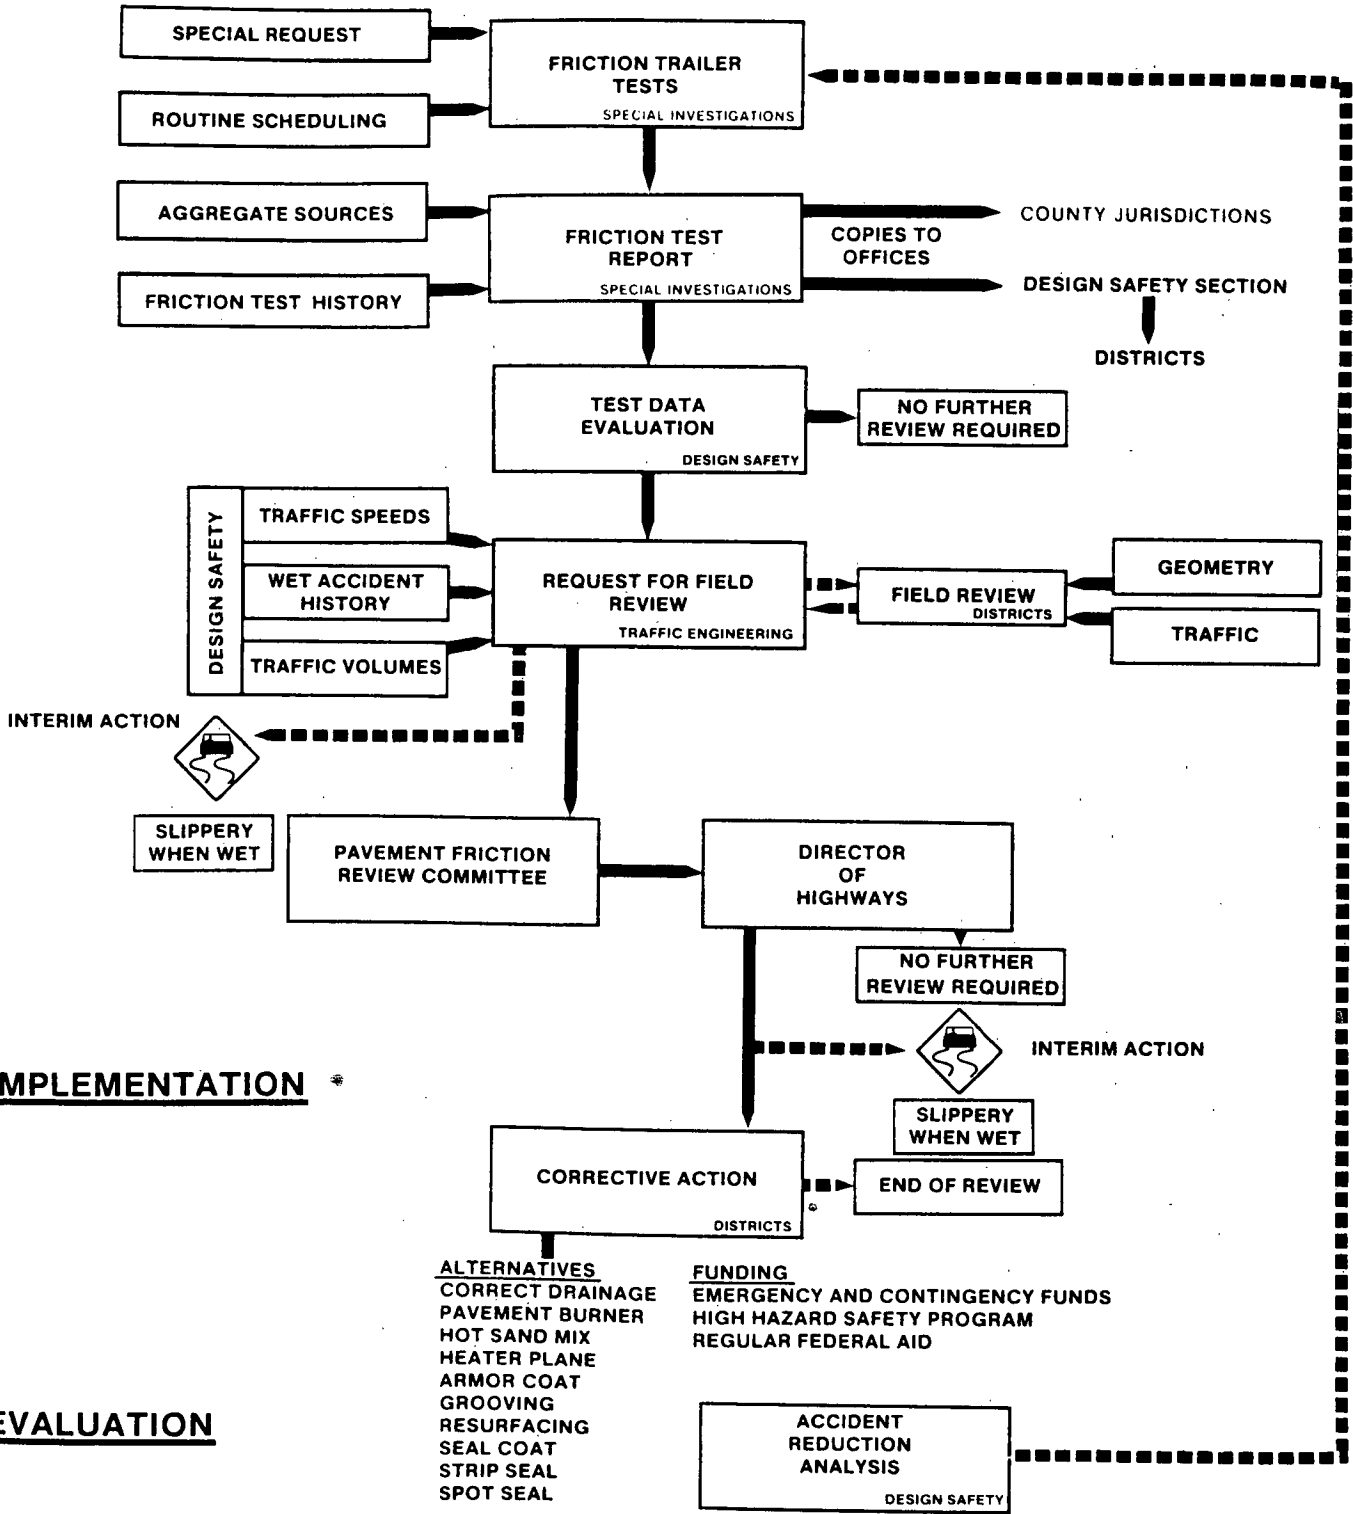 SPECIAL REQUEST
FRICTION TRAILER
TESTS
SPECIAL INVESTIGATIONS
ROUTINE SCHEDULING
AGGREGATE SOURCES
FRICTION TEST
REPORT
SPECIAL INVESTIGATIONS
FRICTION TEST HISTORY
COPIES TO
OFFICES
COUNTY JURISDICTIONS
DESIGN SAFETY SECTION
DISTRICTS
TEST DATA
EVALUATION
DESIGN SAFETY
NO FURTHER
REVIEW REQUIRED
DESIGN SAFETY
TRAFFIC SPEEDS
WET ACCIDENT
HISTORY
TRAFFIC VOLUMES
REQUEST FOR FIELD
REVIEW
TRAFFIC ENGINEERING
FIELD REVIEW
DISTRICTS
GEOMETRY
TRAFFIC
INTERIM ACTION
SLIPPERY
WHEN WET
PAVEMENT FRICTION
REVIEW COMMITTEE
DIRECTOR
OF
HIGHWAYS
NO FURTHER
REVIEW REQUIRED
INTERIM ACTION
SLIPPERY
WHEN WET
MPLEMENTATION
CORRECTIVE ACTION
DISTRICTS
END OF REVIEW
ALTERNATIVES
CORRECT DRAINAGE
PAVEMENT BURNER
HOT SAND MIX
HEATER PLANE
ARMOR COAT
GROOVING
RESURFACING
SEAL COAT
STRIP SEAL
SPOT SEAL
FUNDING
EMERGENCY AND CONTINGENCY FUNDS
HIGH HAZARD SAFETY PROGRAM
REGULAR FEDERAL AID
EVALUATION
ACCIDENT
REDUCTION
ANALYSIS
DESIGN SAFETY